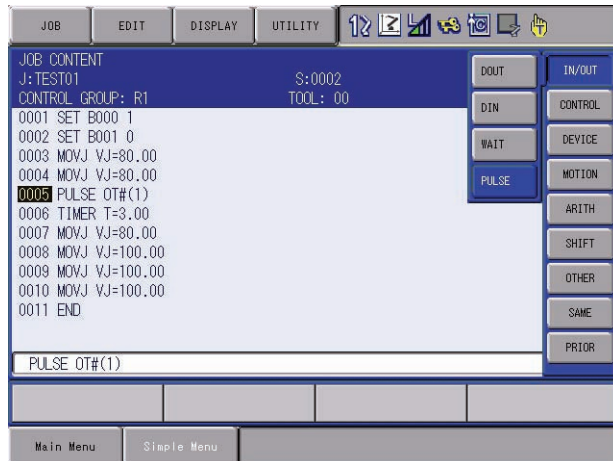 JOB EDIT DISPLAY UTILITY
JOB CONTENT
J:TEST01 S:0002
CONTROL GROUP: R1 TOOL: 00
0001 SET B000 1
0002 SET B001 0
0003 MOVJ VJ=80.00
0004 MOVJ VJ=80.00
0005 PULSE OT#(1)
0006 TIMER T=3.00
0007 MOVJ VJ=80.00
0008 MOVJ VJ=100.00
0009 MOVJ VJ=100.00
0010 MOVJ VJ=100.00
0011 END
PULSE OT#(1)
DOUT
DIN
WAIT
PULSE
IN/OUT
CONTROL
DEVICE
MOTION
ARITH
SHIFT
OTHER
SAME
PRIOR
Main Menu Simple Menu